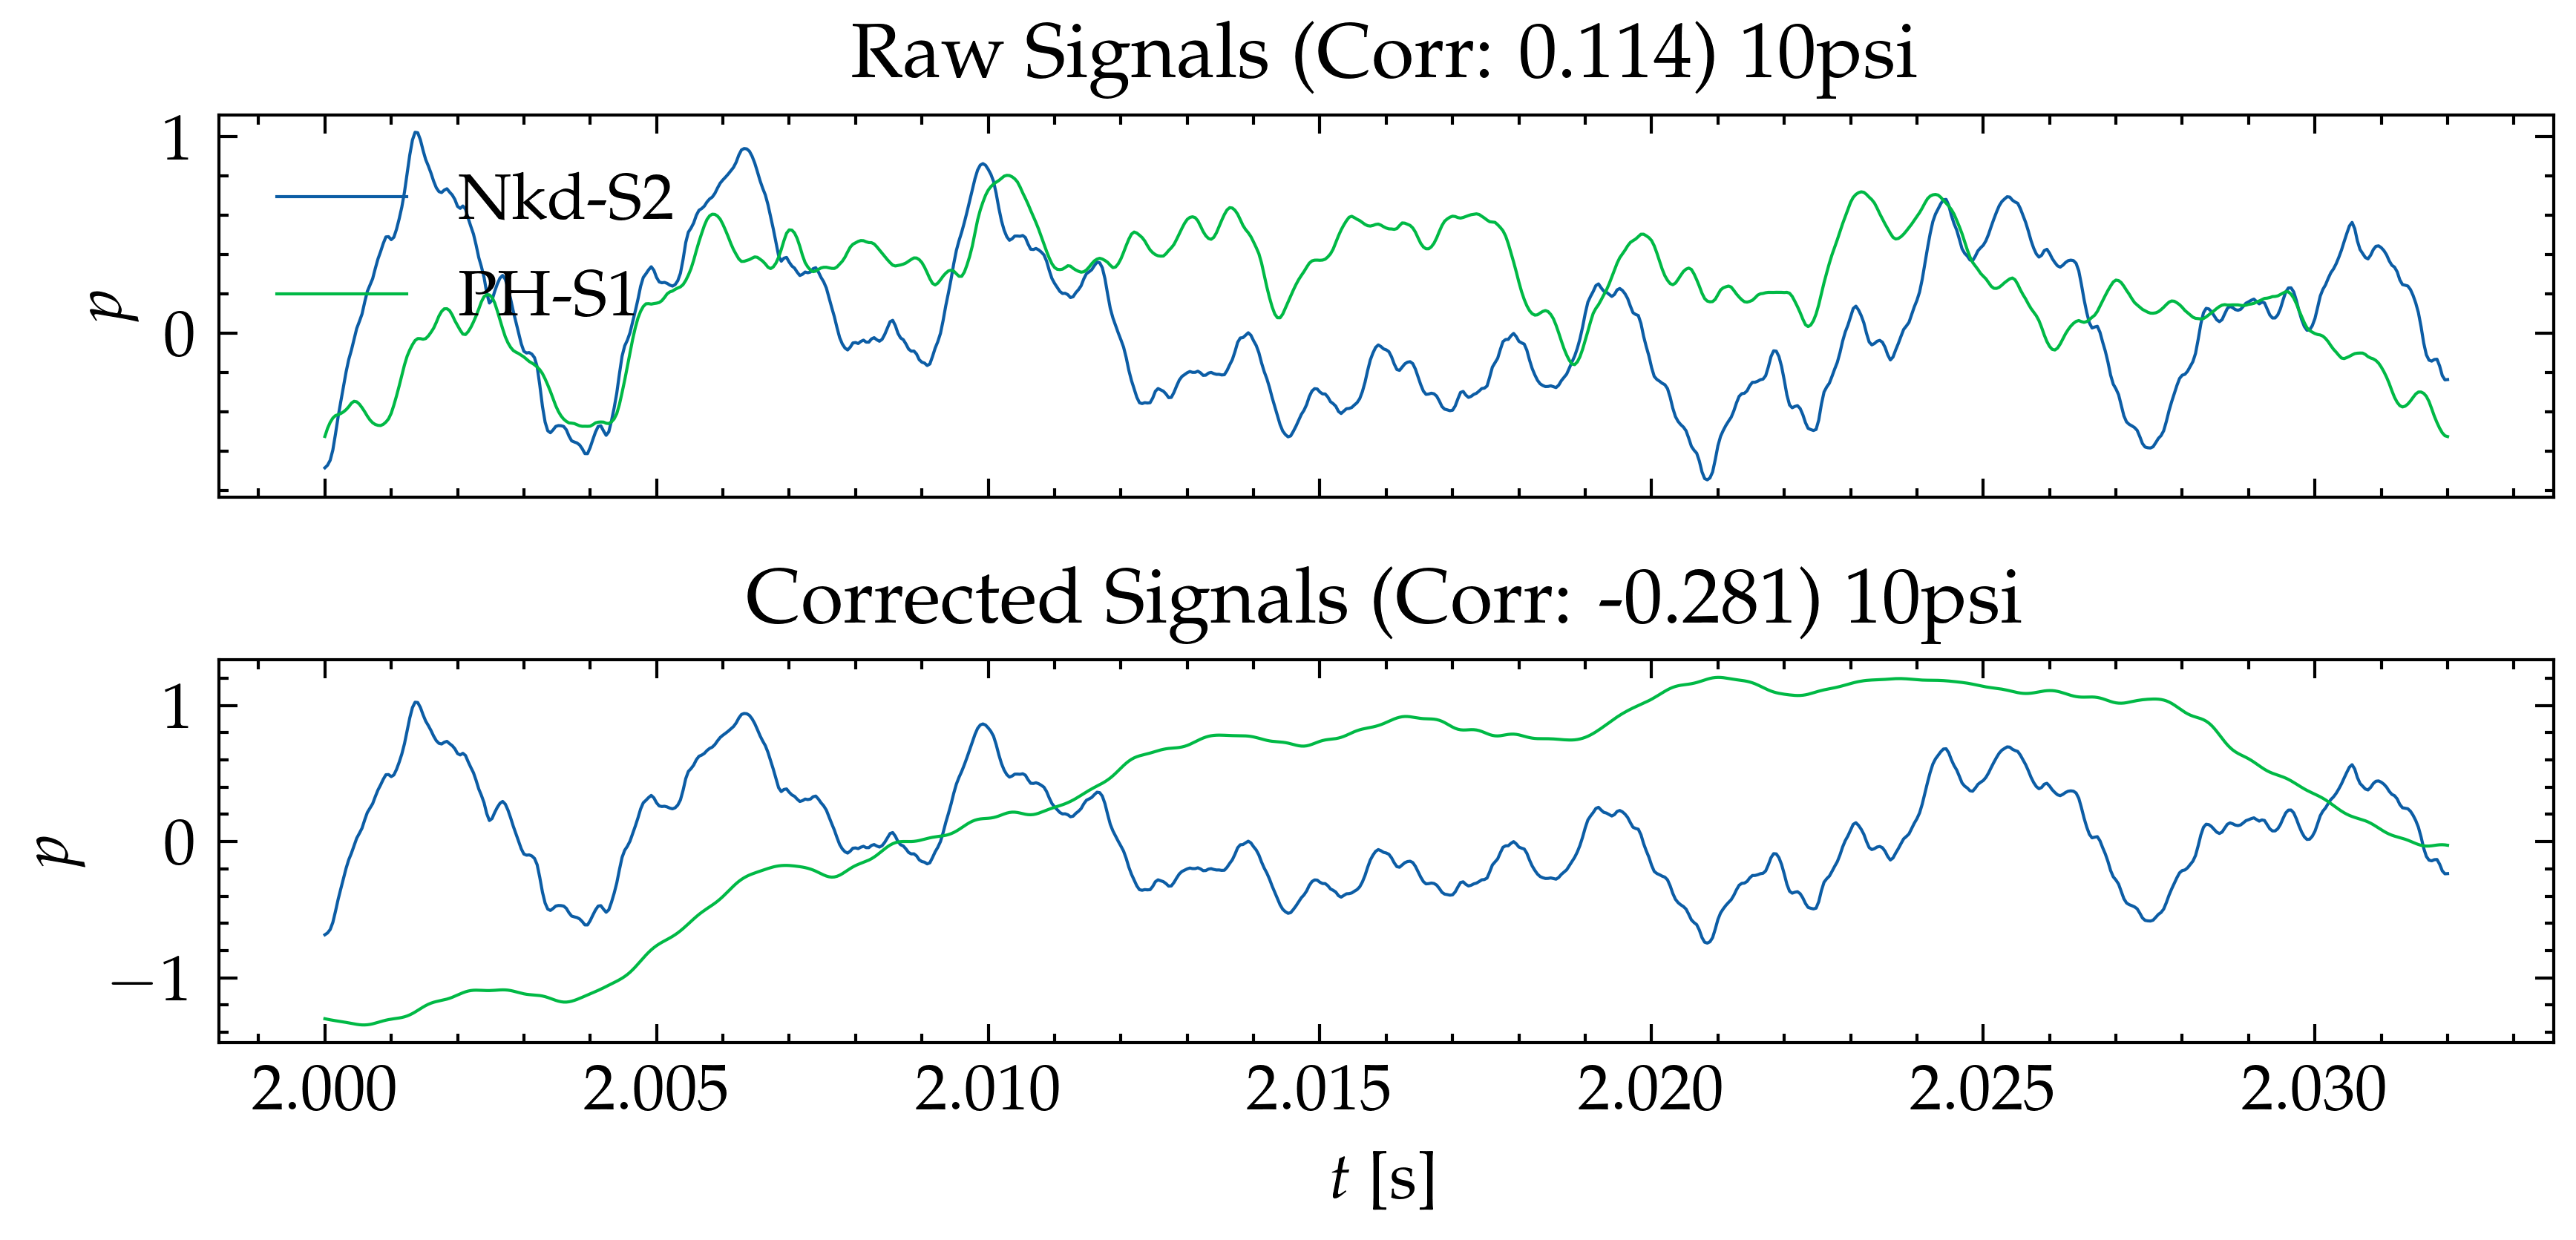 Raw Signals (Corr: 0.114) 10psi
1
0
p
Nkd-S2
PH-S1
Corrected Signals (Corr: -0.281) 10psi
1
0
−1
p
2.000 2.005 2.010 2.015 2.020 2.025 2.030
t [s]